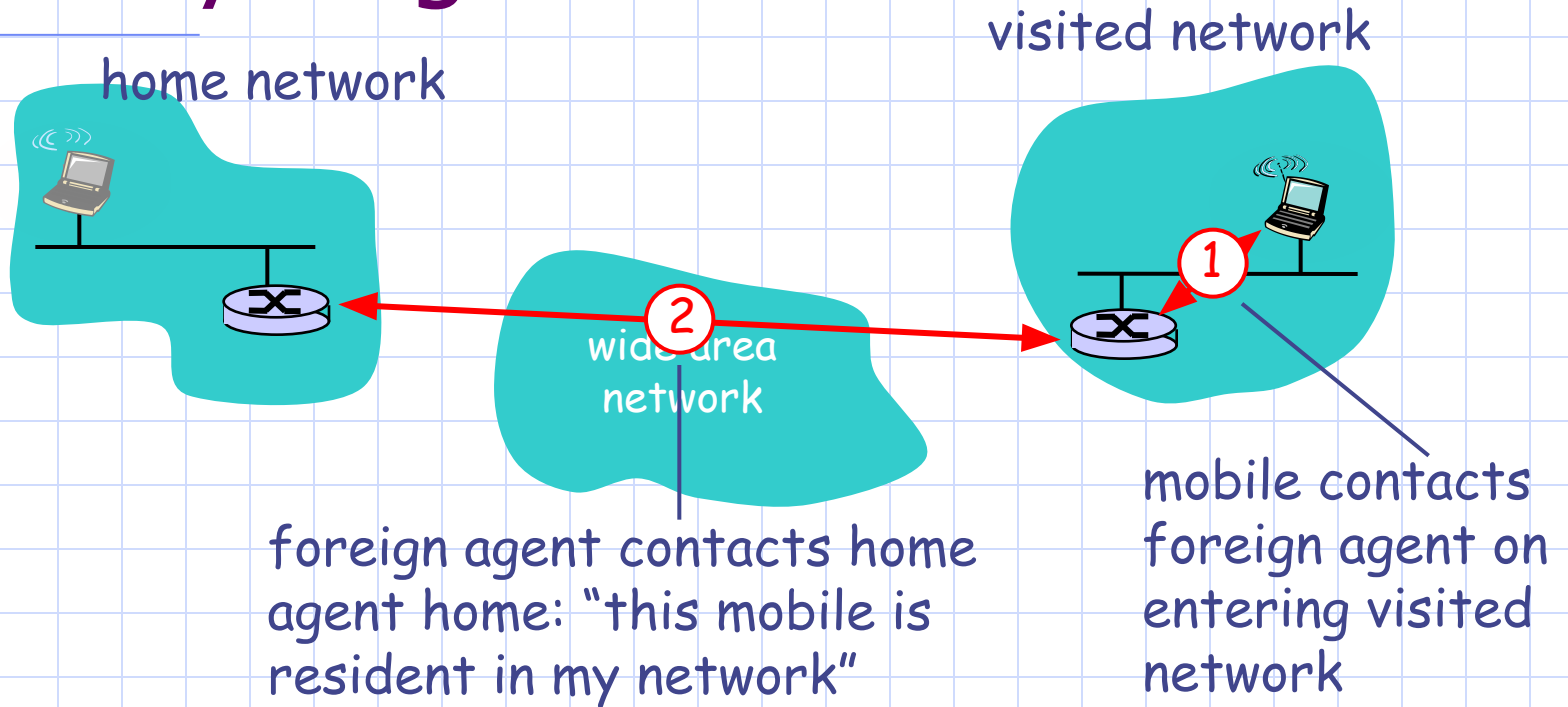 visited network
home network
1
2
wide area
network
foreign agent contacts home
agent home: “this mobile is
resident in my network”
mobile contacts
foreign agent on
entering visited
network